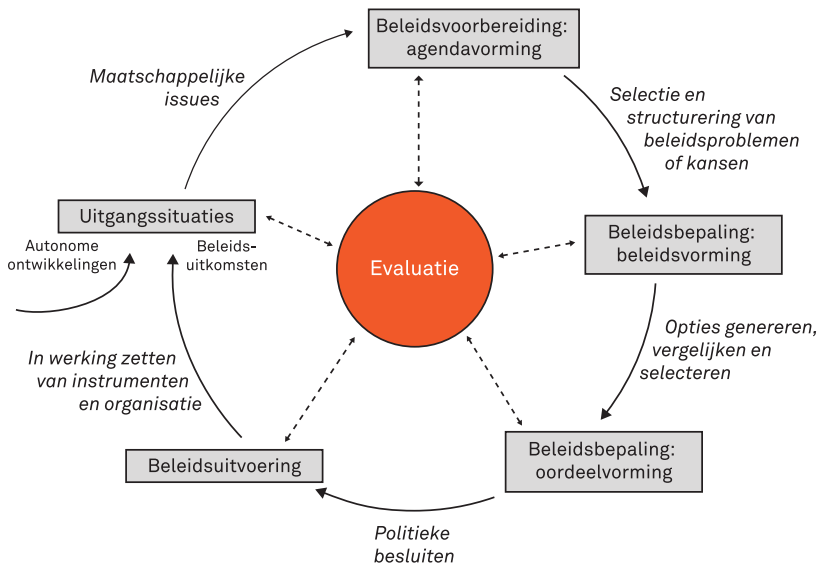 Beleidsvoorbereiding:
agendavorming
Maatschappelijke
issues
Selectie en
structurering van
beleidsproblemen
of kansen
Uitgangssituaties
Autonome
ontwikkelingen
Beleids-
uitkomsten
Evaluatie
Beleidsbepaling:
beleidsvorming
Opties genereren,
vergelijken en
selecteren
In werking zetten
van instrumenten
en organisatie
Beleidsbepaling:
oordeelvorming
Beleidsuitvoering
Politieke
besluiten